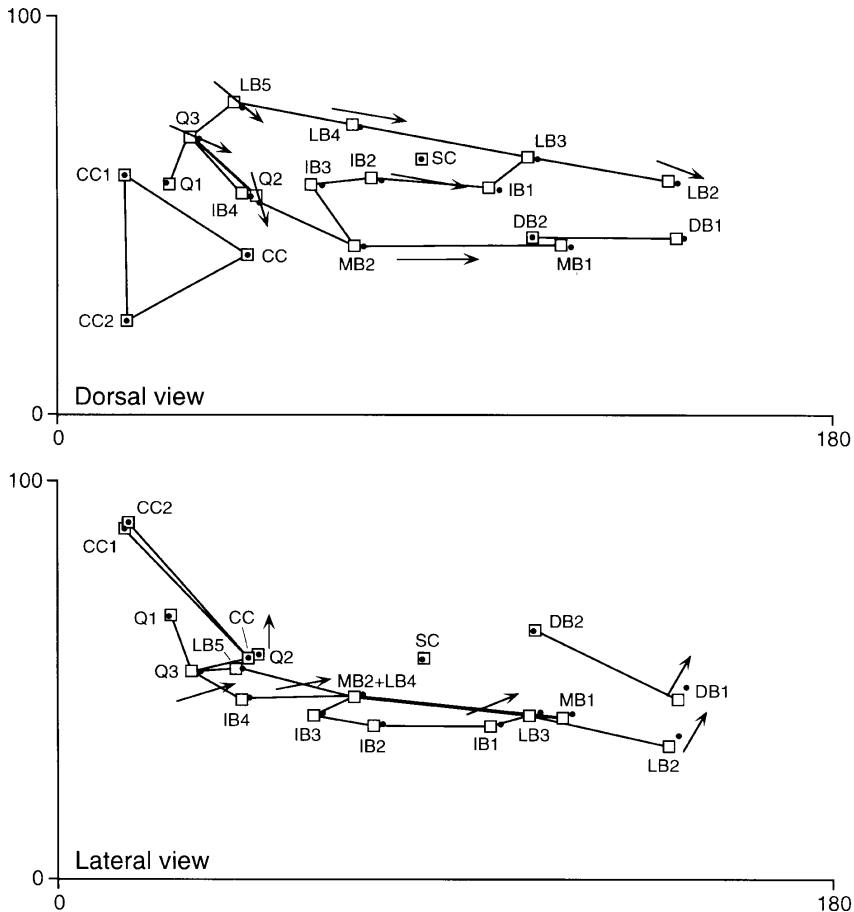 100
LB5
Q3
LB4
LB3
CC1
Q1
Q2
IB3
IB2
SC
IB4
IB1
LB2
DB2
DB1
CC
MB2
MB1
CC2
Dorsal view
0
0
180
100
CC2
CC1
Q1
CC
DB2
LB5
Q2
SC
Q3
MB2+LB4
MB1
DB1
IB4
IB3
IB2
IB1
LB3
LB2
Lateral view
0
0
180